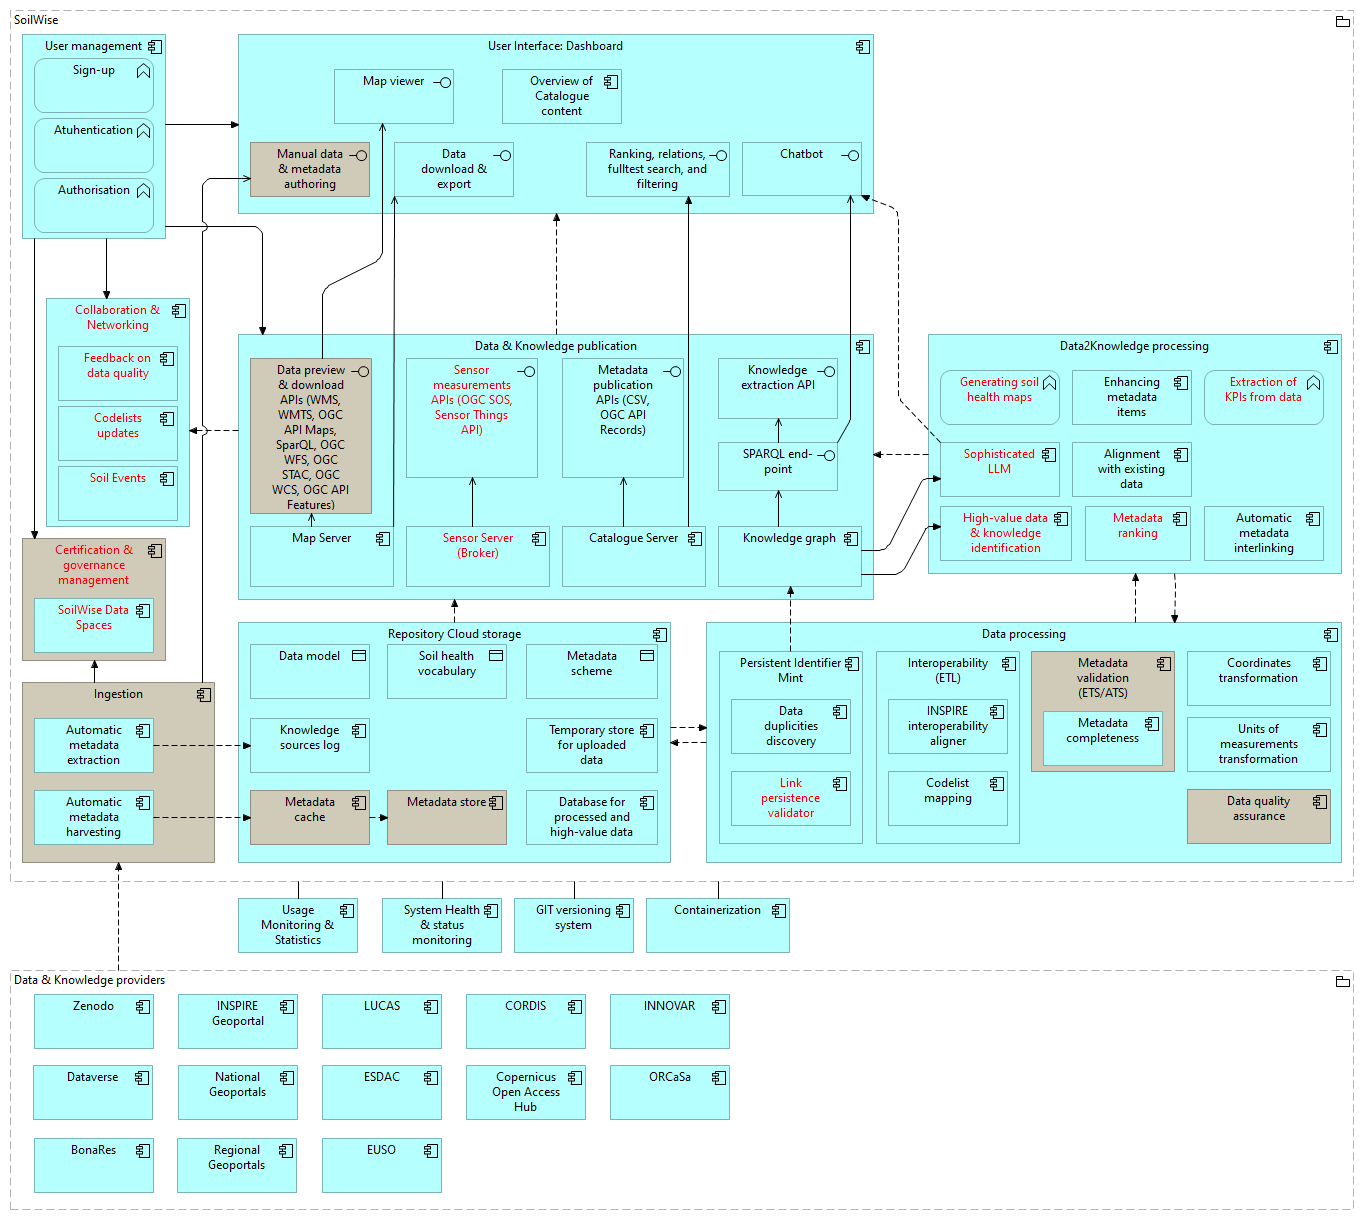 SoilWise
User management
Sign-up
Atuhentication
Authorisation
User Interface: Dashboard
Map viewer
Overview of
Catalogue
content
Manual data
& metadata
authoring
Data
download &
export
Ranking, relations,
fulltest search, and
filtering
Chatbot
Collaboration &
Networking
Feedback on
data quality
Codelists
updates
Soil Events
Data & Knowledge publication
Data preview
& download
APIs (WMS,
WMTS, OGC
API Maps,
SparQL, OGC
WFS, OGC
STAC, OGC
WCS, OGC API
Features)
Sensor
measurements
APIs (OGC SOS,
Sensor Things
API)
Metadata
publication
APIs (CSV,
OGC API
Records)
Knowledge
extraction API
SPARQL end-
point
Map Server
Sensor Server
(Broker)
Catalogue Server
Knowledge graph
Data2Knowledge processing
Generating soil
health maps
Enhancing
metadata
items
Extraction of
KPIs from data
Sophisticated
LLM
Alignment
with existing
data
High-value data
& knowledge
identification
Metadata
ranking
Automatic
metadata
interlinking
Certification &
governance
management
SoilWise Data
Spaces
Ingestion
Automatic
metadata
extraction
Automatic
metadata
harvesting
Repository Cloud storage
Data model
Soil health
vocabulary
Metadata
scheme
Knowledge
sources log
Temporary store
for uploaded
data
Metadata
cache
Metadata store
Database for
processed and
high-value data
Data processing
Persistent Identifier
Mint
Data
duplicities
discovery
Link
persistence
validator
Interoperability
(ETL)
INSPIRE
interoperability
aligner
Codelist
mapping
Metadata
validation
(ETS/ATS)
Metadata
completeness
Coordinates
transformation
Units of
measurements
transformation
Data quality
assurance
Usage
Monitoring &
Statistics
System Health
& status
monitoring
GIT versioning
system
Containerization
Data & Knowledge providers
Zenodo
INSPIRE
Geoportal
LUCAS
CORDIS
INNOVAR
Dataverse
National
Geoportals
ESDAC
Copernicus
Open Access
Hub
ORCaSa
BonaRes
Regional
Geoportals
EUSO